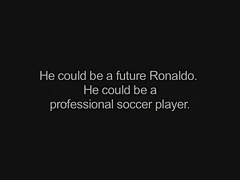 He could be a future Ronaldo.
He could be a
professional soccer player.